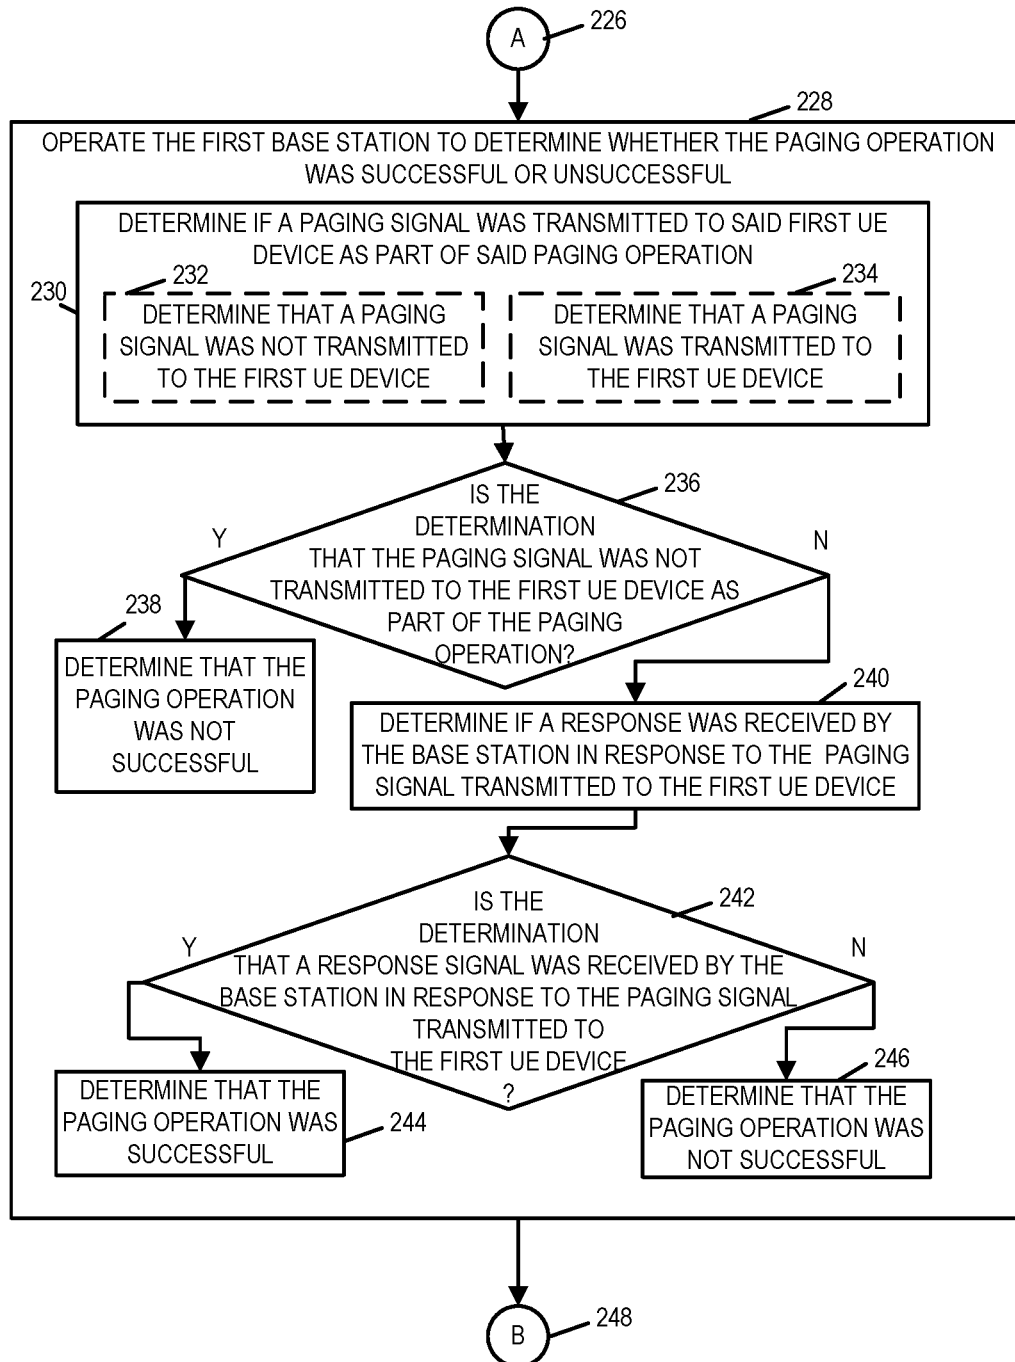 A
226
228
OPERATE THE FIRST BASE STATION TO DETERMINE WHETHER THE PAGING OPERATION
WAS SUCCESSFUL OR UNSUCCESSFUL
DETERMINE IF A PAGING SIGNAL WAS TRANSMITTED TO SAID FIRST UE
DEVICE AS PART OF SAID PAGING OPERATION
230
232
DETERMINE THAT A PAGING
SIGNAL WAS NOT TRANSMITTED
TO THE FIRST UE DEVICE
234
DETERMINE THAT A PAGING
SIGNAL WAS TRANSMITTED TO
THE FIRST UE DEVICE
236
IS THE
DETERMINATION
THAT THE PAGING SIGNAL WAS NOT
TRANSMITTED TO THE FIRST UE DEVICE AS
PART OF THE PAGING
OPERATION?
Y
N
238
DETERMINE THAT THE
PAGING OPERATION
WAS NOT
SUCCESSFUL
240
DETERMINE IF A RESPONSE WAS RECEIVED BY
THE BASE STATION IN RESPONSE TO THE PAGING
SIGNAL TRANSMITTED TO THE FIRST UE DEVICE
242
IS THE
DETERMINATION
THAT A RESPONSE SIGNAL WAS RECEIVED BY THE
BASE STATION IN RESPONSE TO THE PAGING SIGNAL
TRANSMITTED TO
THE FIRST UE DEVICE
?
Y
N
DETERMINE THAT THE
PAGING OPERATION WAS
SUCCESSFUL
244
246
DETERMINE THAT THE
PAGING OPERATION WAS
NOT SUCCESSFUL
B
248